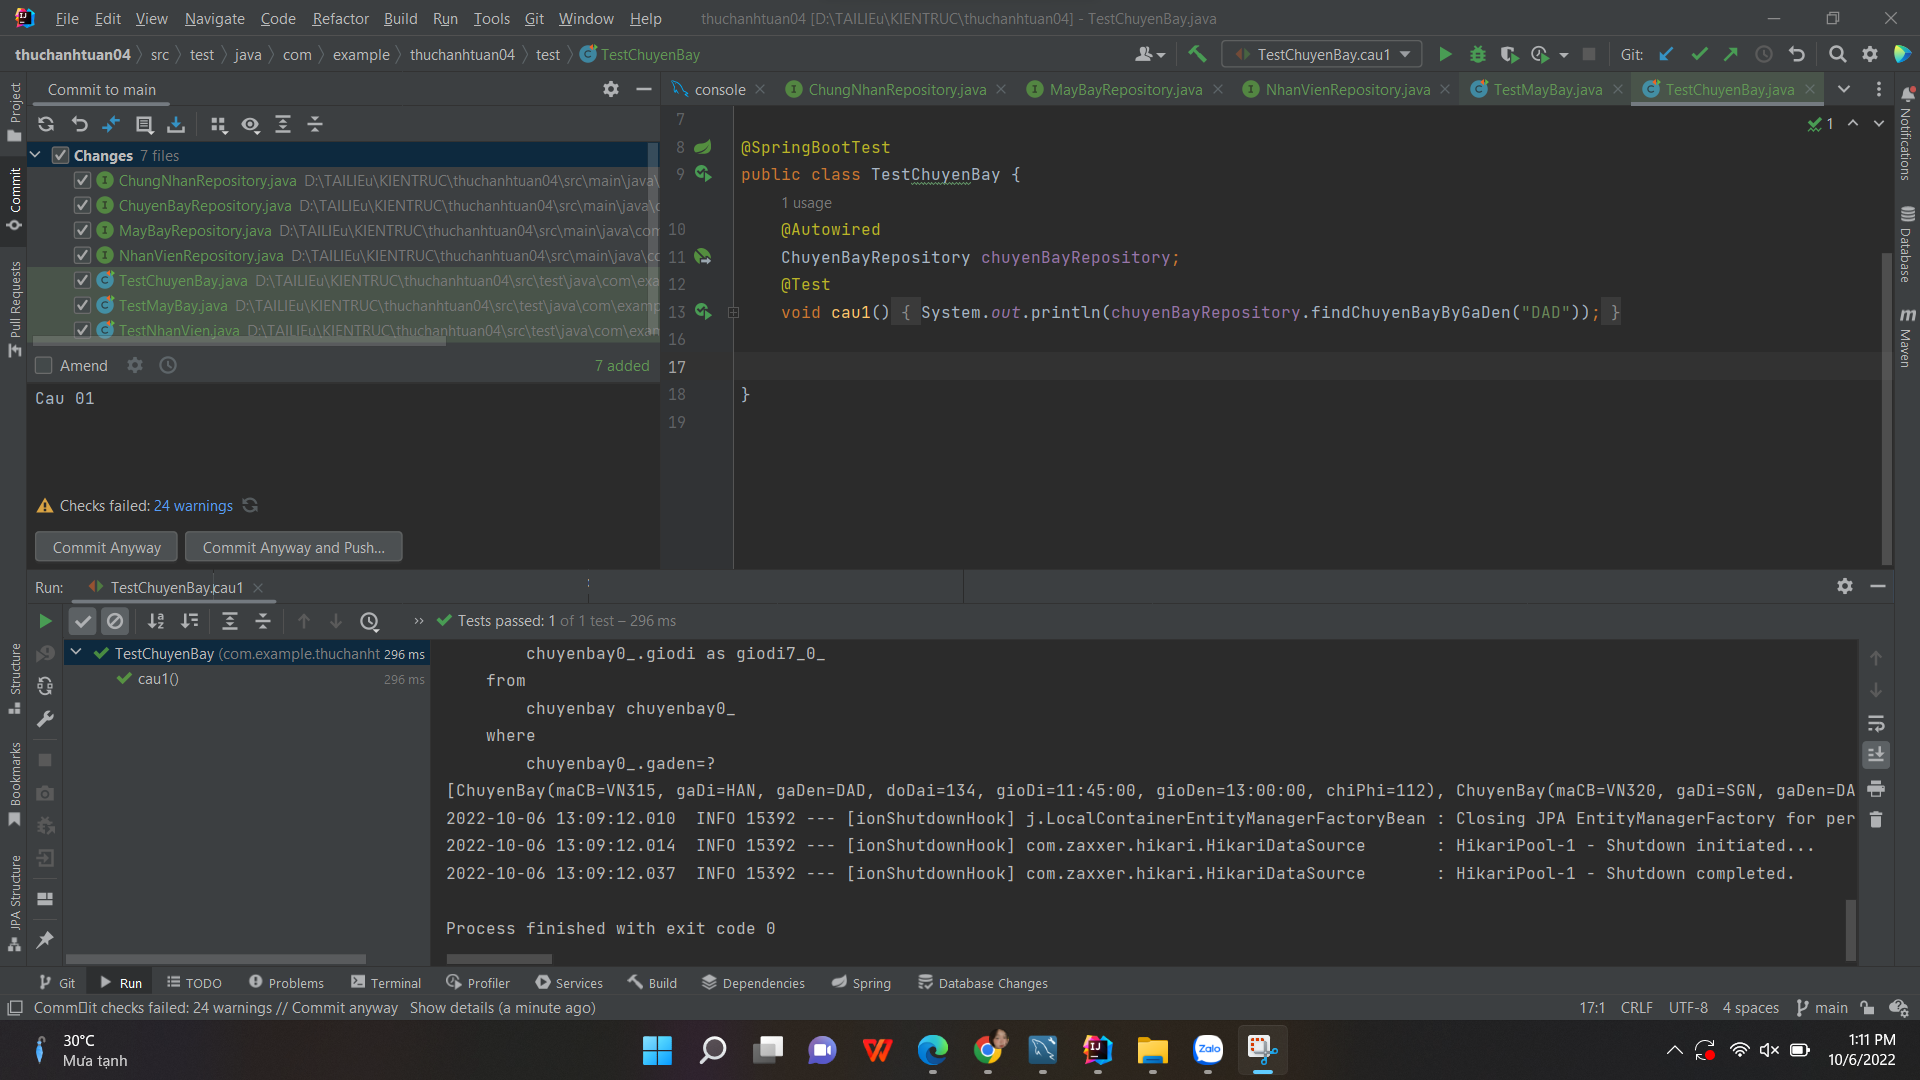 File Edit View Navigate Code Refactor Build Run Tools Git Window Help thuchanhtuan04 [D:\TAILIEu\KIENTRUC\thuchanhtuan04] - TestChuyenBay.java
thuchanhtuan04 src test java com example thuchanhtuan04 test TestChuyenBay TestChuyenBay.cau1 Git:
Commit to main
console ChungNhanRepository.java MayBayRepository.java NhanVienRepository.java TestMayBay.java TestChuyenBay.java
Project
Commit
Pull Requests
Structure
Bookmarks
JPA Structure
Notifications
Database
Maven
Changes 7 files
ChungNhanRepository.java D:\TAILIEu\KIENTRUC\thuchanhtuan04\src\main\java\
ChuyenBayRepository.java D:\TAILIEu\KIENTRUC\thuchanhtuan04\src\main\java\c
MayBayRepository.java D:\TAILIEu\KIENTRUC\thuchanhtuan04\src\main\java\com
NhanVienRepository.java D:\TAILIEu\KIENTRUC\thuchanhtuan04\src\main\java\co
TestChuyenBay.java D:\TAILIEu\KIENTRUC\thuchanhtuan04\src\test\java\com\exa
TestMayBay.java D:\TAILIEu\KIENTRUC\thuchanhtuan04\src\test\java\com\examp
TestNhanVien.java D:\TAILIEu\KIENTRUC\thuchanhtuan04\src\test\java\com\exan
Amend 7 added
Cau 01
Checks failed: 24 warnings
Commit Anyway Commit Anyway and Push...
1
7
8 @SpringBootTest
9 public class TestChuyenBay {
1 usage
10 @Autowired
11 ChuyenBayRepository chuyenBayRepository;
12 @Test
13 void cau1() { System.out.println(chuyenBayRepository.findChuyenBayByGaDen("DAD")); }
16
17
18 }
19
Run: TestChuyenBay.cau1
Tests passed: 1 of 1 test – 296 ms
TestChuyenBay (com.example.thuchanht 296 ms
cau1() 296 ms
chuyenbay0_.giodi as giodi7_0_
from
chuyenbay chuyenbay0_
where
chuyenbay0_.gaden=?
[ChuyenBay(maCB=VN315, gaDi=HAN, gaDen=DAD, doDai=134, gioDi=11:45:00, gioDen=13:00:00, chiPhi=112), ChuyenBay(maCB=VN320, gaDi=SGN, gaDen=DA
2022-10-06 13:09:12.010 INFO 15392 --- [ionShutdownHook] j.LocalContainerEntityManagerFactoryBean : Closing JPA EntityManagerFactory for per
2022-10-06 13:09:12.014 INFO 15392 --- [ionShutdownHook] com.zaxxer.hikari.HikariDataSource : HikariPool-1 - Shutdown initiated...
2022-10-06 13:09:12.037 INFO 15392 --- [ionShutdownHook] com.zaxxer.hikari.HikariDataSource : HikariPool-1 - Shutdown completed.
Process finished with exit code 0
Git Run TODO Problems Terminal Profiler Services Build Dependencies Spring Database Changes
Comm□it checks failed: 24 warnings // Commit anyway Show details (a minute ago) 17:1 CRLF UTF-8 4 spaces main
30°C
Mưa tạnh
Zalo
1:11 PM
10/6/2022